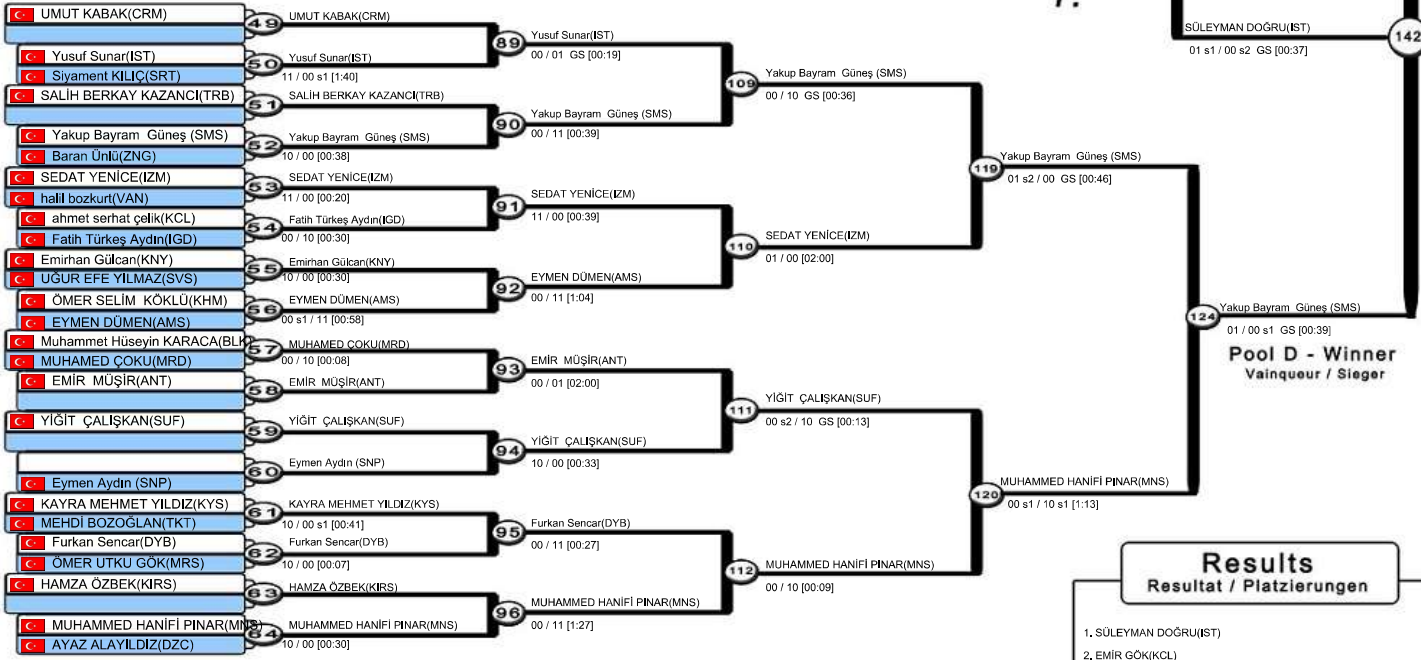 UMUT KABAK(CRM)
Yusuf Sunar(IST)
Siyament KILIÇ(SRT)
SALİH BERKAY KAZANCI(TRB)
Yakup Bayram Güneş (SMS)
Baran Ünlü(ZNG)
SEDAT YENİCE(IZM)
halil bozkurt(VAN)
ahmet serhat çelik(KCL)
Fatih Türkeş Aydın(IGD)
Emirhan Gülcan(KNY)
UĞUR EFE YILMAZ(SVS)
ÖMER SELİM KÖKLÜ(KHM)
EYMEN DÜMEN(AMS)
Muhammet Hüseyin KARACA(BLK)
MUHAMED ÇOKU(MRD)
EMİR MÜŞİR(ANT)
YİĞİT ÇALIŞKAN(SUF)
Eymen Aydın (SNP)
KAYRA MEHMET YILDIZ(KYS)
MEHDİ BOZOĞLAN(TKT)
Furkan Sencar(DYB)
ÖMER UTKU GÖK(MRS)
HAMZA ÖZBEK(KIRS)
MUHAMMED HANİFİ PINAR(MNS)
AYAZ ALAYILDIZ(DZC)
49
UMUT KABAK(CRM)
50
Yusuf Sunar(IST)
11 / 00 s1 [1:40]
51
SALİH BERKAY KAZANCI(TRB)
52
Yakup Bayram Güneş (SMS)
10 / 00 [00:38]
53
SEDAT YENİCE(IZM)
11 / 00 [00:20]
54
Fatih Türkeş Aydın(IGD)
00 / 10 [00:30]
55
Emirhan Gülcan(KNY)
10 / 00 [00:30]
56
EYMEN DÜMEN(AMS)
00 s1 / 11 [00:58]
57
MUHAMED ÇOKU(MRD)
00 / 10 [00:08]
58
EMİR MÜŞİR(ANT)
59
YİĞİT ÇALIŞKAN(SUF)
60
Eymen Aydın (SNP)
61
KAYRA MEHMET YILDIZ(KYS)
10 / 00 s1 [00:41]
62
Furkan Sencar(DYB)
10 / 00 [00:07]
63
HAMZA ÖZBEK(KIRS)
64
MUHAMMED HANİFİ PINAR(MNS)
10 / 00 [00:30]
89
Yusuf Sunar(IST)
00 / 01 GS [00:19]
90
Yakup Bayram Güneş (SMS)
00 / 11 [00:39]
91
SEDAT YENİCE(IZM)
11 / 00 [00:39]
92
EYMEN DÜMEN(AMS)
00 / 11 [1:04]
93
EMİR MÜŞİR(ANT)
00 / 01 [02:00]
94
YİĞİT ÇALIŞKAN(SUF)
10 / 00 [00:33]
95
Furkan Sencar(DYB)
00 / 11 [00:27]
96
MUHAMMED HANİFİ PINAR(MNS)
00 / 11 [1:27]
109
Yakup Bayram Güneş (SMS)
00 / 10 GS [00:36]
110
SEDAT YENİCE(IZM)
01 / 00 [02:00]
111
YİĞİT ÇALIŞKAN(SUF)
00 s2 / 10 GS [00:13]
112
MUHAMMED HANİFİ PINAR(MNS)
00 / 10 [00:09]
119
Yakup Bayram Güneş (SMS)
01 s2 / 00 GS [00:46]
120
MUHAMMED HANİFİ PINAR(MNS)
00 s1 / 10 s1 [1:13]
124
Yakup Bayram Güneş (SMS)
01 / 00 s1 GS [00:39]
Pool D - Winner
Vainqueur / Sieger
SÜLEYMAN DOĞRU(IST)
01 s1 / 00 s2 GS [00:37]
142
Results
Resultat / Platzierungen
1. SÜLEYMAN DOĞRU(IST)
2. EMİR GÖK(KCL)